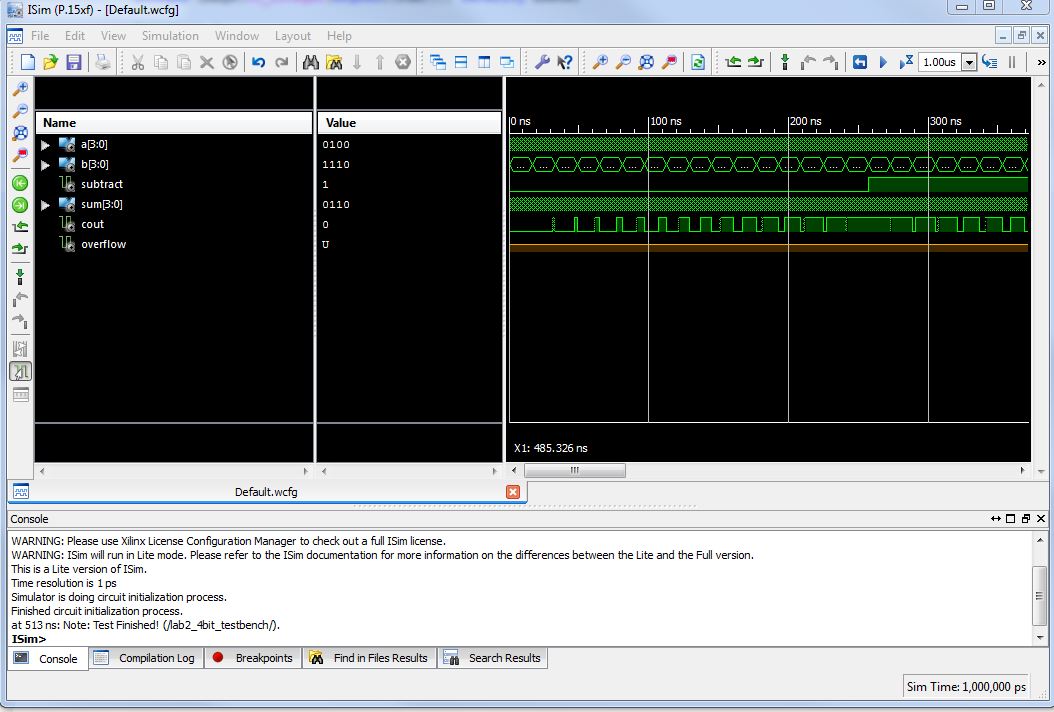 ISim (P.15xf) - [Default.wcfg]
File Edit View Simulation Window Layout Help
1.00us
Name Value
0 ns 100 ns 200 ns 300 ns
a[3:0] 0100
b[3:0] 1110
... ... ... ... ... ... ... ... ... ... ... ... ... ... ... ... ... ... ... ... ... ... ...
subtract 1
sum[3:0] 0110
cout 0
overflow U
X1: 485.326 ns
Default.wcfg
Console
WARNING: Please use Xilinx License Configuration Manager to check out a full ISim license.
WARNING: ISim will run in Lite mode. Please refer to the ISim documentation for more information on the differences between the Lite and the Full version.
This is a Lite version of ISim.
Time resolution is 1 ps
Simulator is doing circuit initialization process.
Finished circuit initialization process.
at 513 ns: Note: Test Finished! (/lab2_4bit_testbench/).
ISim>
Console Compilation Log Breakpoints Find in Files Results Search Results
Sim Time: 1,000,000 ps